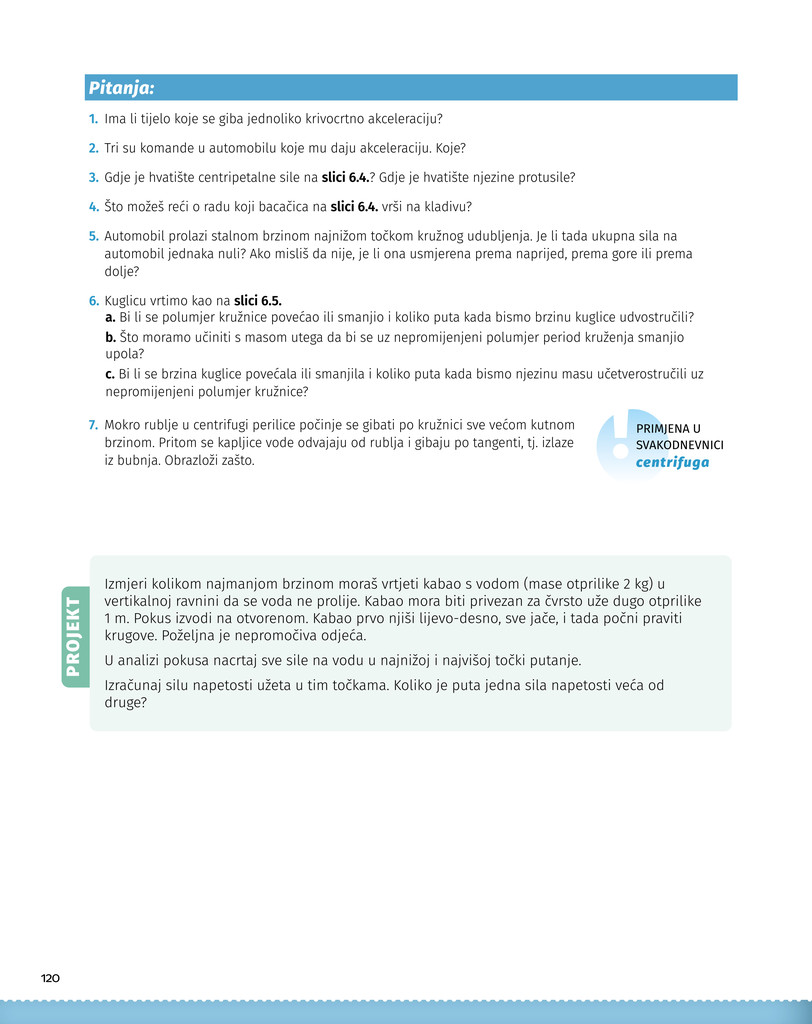 Pitanja:
1. Ima li tijelo koje se giba jednoliko krivocrtno akceleraciju?
2. Tri su komande u automobilu koje mu daju akceleraciju. Koje?
3. Gdje je hvatište centripetalne sile na slici 6.4.? Gdje je hvatište njezine protusile?
4. Što možeš reći o radu koji bacačica na slici 6.4. vrši na kladivu?
5. Automobil prolazi stalnom brzinom najnižom točkom kružnog udubljenja. Je li tada ukupna sila na
automobil jednaka nuli? Ako misliš da nije, je li ona usmjerena prema naprijed, prema gore ili prema
dolje?
6. Kuglicu vrtimo kao na slici 6.5.
a. Bi li se polumjer kružnice povećao ili smanjio i koliko puta kada bismo brzinu kuglice udvostručili?
b. Što moramo učiniti s masom utega da bi se uz nepromijenjeni polumjer period kruženja smanjio
upola?
c. Bi li se brzina kuglice povećala ili smanjila i koliko puta kada bismo njezinu masu učetverostručili uz
nepromijenjeni polumjer kružnice?
7. Mokro rublje u centrifugi perilice počinje se gibati po kružnici sve većom kutnom
brzinom. Pritom se kapljice vode odvajaju od rublja i gibaju po tangenti, tj. izlaze
iz bubnja. Obrazloži zašto.
PRIMJENA U
SVAKODNEVNICI
centrifuga
PROJEKT
Izmjeri kolikom najmanjom brzinom moraš vrtjeti kabao s vodom (mase otprilike 2 kg) u
vertikalnoj ravnini da se voda ne prolije. Kabao mora biti privezan za čvrsto uže dugo otprilike
1 m. Pokus izvodi na otvorenom. Kabao prvo njiši lijevo-desno, sve jače, i tada počni praviti
krugove. Poželjna je nepromočiva odjeća.
U analizi pokusa nacrtaj sve sile na vodu u najnižoj i najvišoj točki putanje.
Izračunaj silu napetosti užeta u tim točkama. Koliko je puta jedna sila napetosti veća od
druge?
120